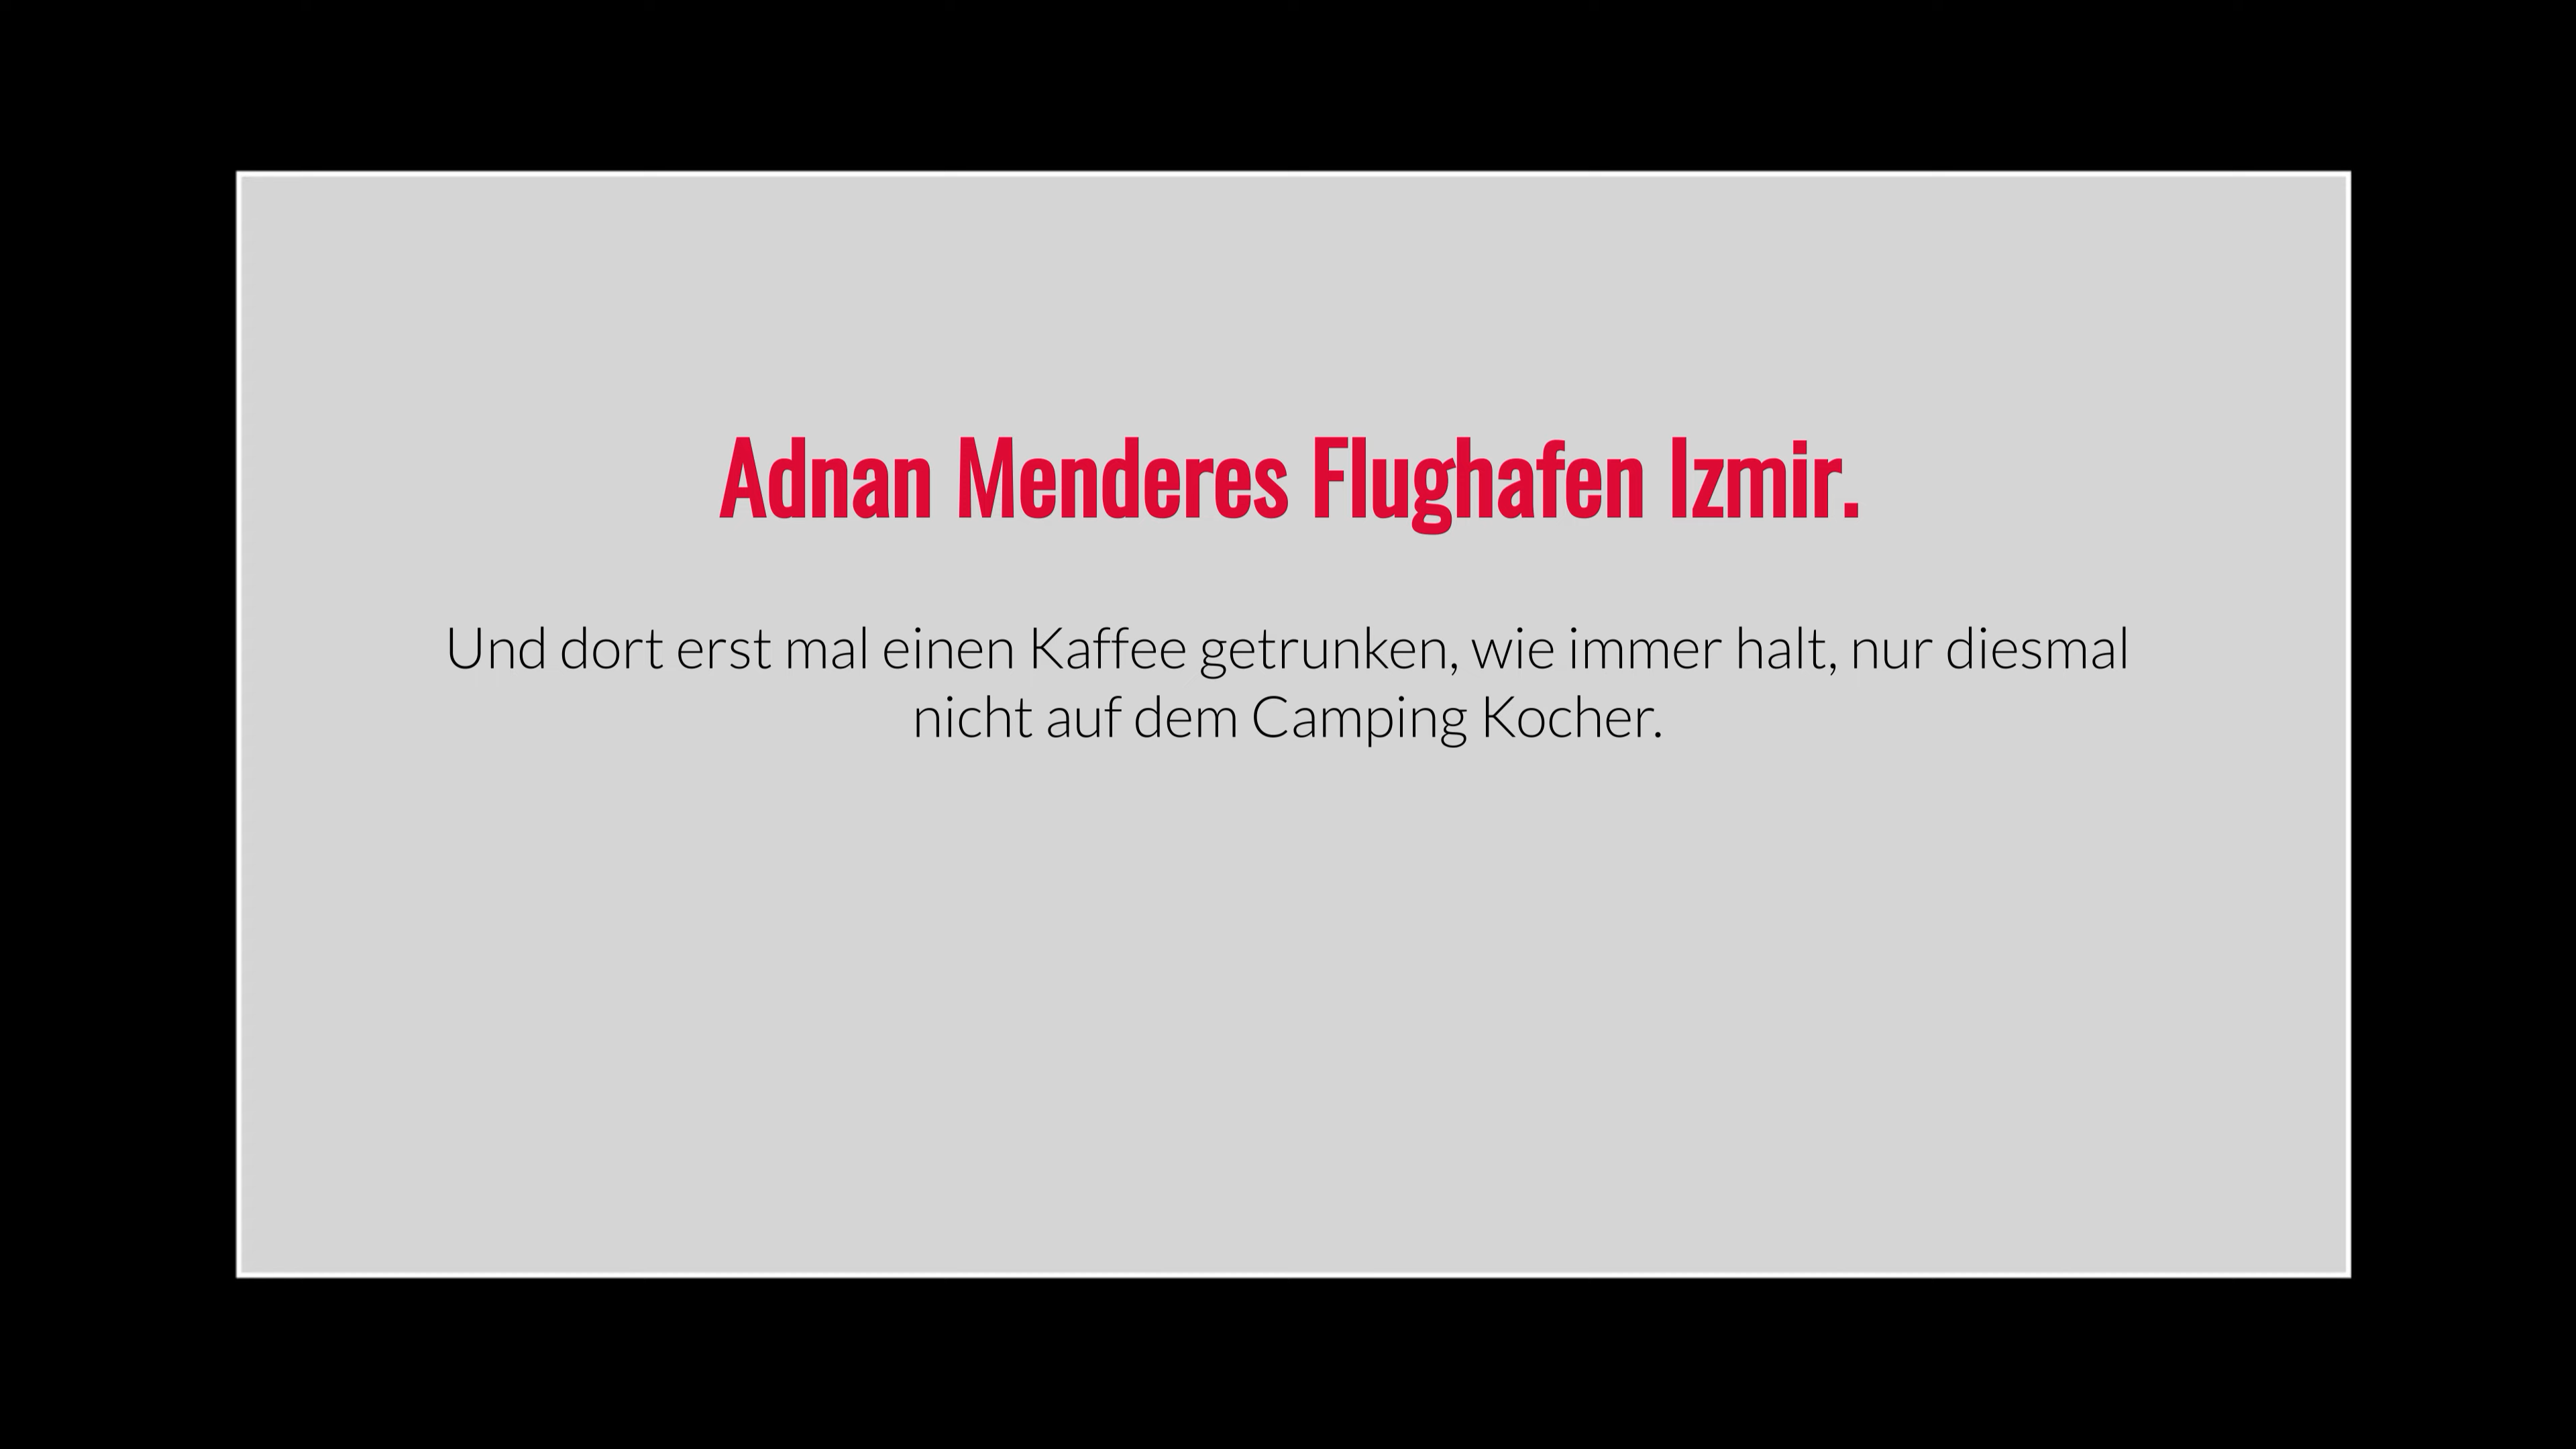 Adnan Menderes Flughafen Izmir.
Und dort erst mal einen Kaffee getrunken, wie immer halt, nur diesmal
nicht auf dem Camping Kocher.